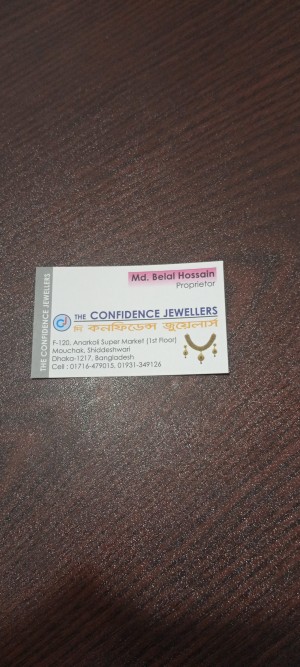 THE CONFIDENCE JEWELLERS
Md. Belal Hossain
Proprietor
THE CONFIDENCE JEWELLERS
দি কনফিডেন্স জুয়েলার্স
F-120, Anarkoli Super Market (1st Floor)
Mouchak, Shiddeshwari
Dhaka-1217, Bangladesh
Cell : 01716-479015, 01931-349126